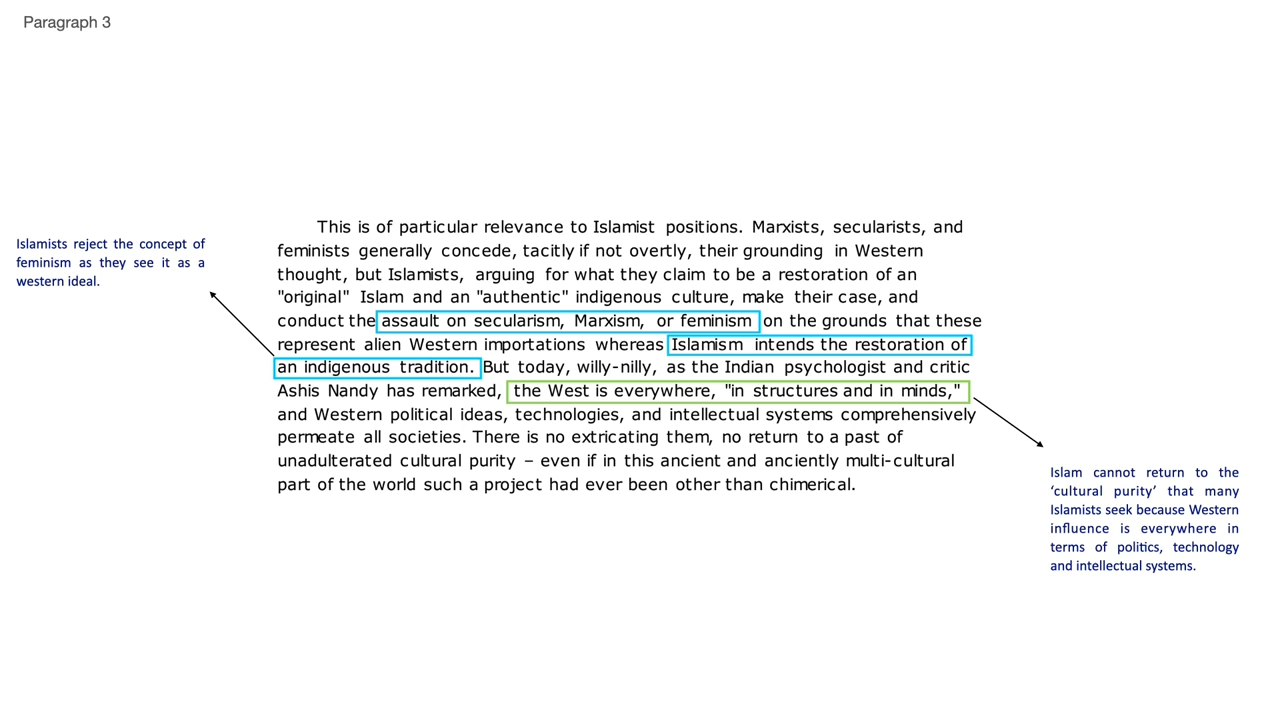 Paragraph 3
This is of particular relevance to Islamist positions. Marxists, secularists, and
feminists generally concede, tacitly if not overtly, their grounding in Western
thought, but Islamists, arguing for what they claim to be a restoration of an
"original" Islam and an "authentic" indigenous culture, make their case, and
conduct the assault on secularism, Marxism, or feminism on the grounds that these
represent alien Western importations whereas Islamism intends the restoration of
an indigenous tradition. But today, willy-nilly, as the Indian psychologist and critic
Ashis Nandy has remarked, the West is everywhere, "in structures and in minds,"
and Western political ideas, technologies, and intellectual systems comprehensively
permeate all societies. There is no extricating them, no return to a past of
unadulterated cultural purity – even if in this ancient and anciently multi-cultural
part of the world such a project had ever been other than chimerical.
Islamists reject the concept of
feminism as they see it as a
western ideal.
Islam cannot return to the
‘cultural purity’ that many
Islamists seek because Western
influence is everywhere in
terms of politics, technology
and intellectual systems.